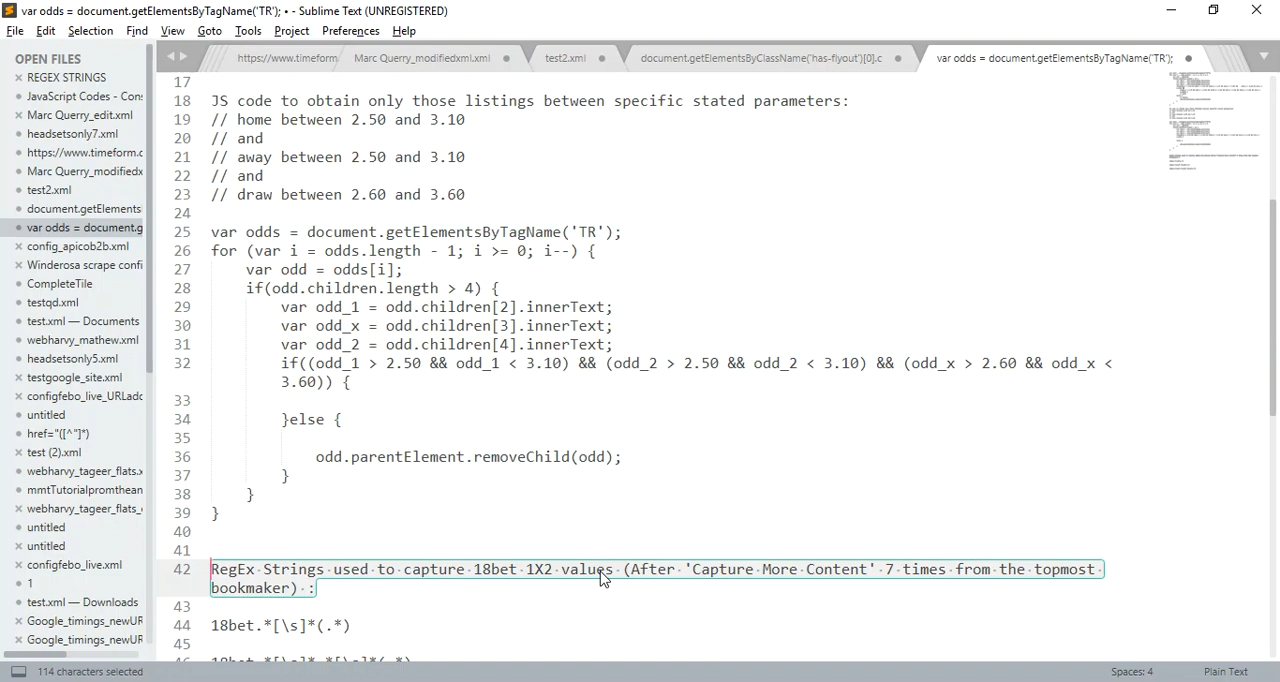 var odds = document.getElementsByTagName('TR'); • - Sublime Text (UNREGISTERED)
File Edit Selection Find View Goto Tools Project Preferences Help
OPEN FILES
REGEX STRINGS
JavaScript Codes - Con
Marc Querry_edit.xml
headsetsonly7.xml
https://www.timeform.c
Marc Querry_modifiedx
test2.xml
document.getElements
var odds = document.g
config_apicob2b.xml
Winderosa scrape confi
CompleteTile
testqd.xml
test.xml — Documents
webharvy_mathew.xml
headsetsonly5.xml
testgoogle_site.xml
configfebo_live_URLadd
untitled
href="([^"]*)
test (2).xml
webharvy_tageer_flats.x
mmtTutorialpromthean
webharvy_tageer_flats_
untitled
untitled
configfebo_live.xml
1
test.xml — Downloads
Google_timings_newUR
Google_timings_newUR
https://www.timeform Marc Querry_modifiedxml.xml test2.xml document.getElementsByClassName('has-flyout')[0].c var odds = document.getElementsByTagName('TR');
17
18 JS code to obtain only those listings between specific stated parameters:
19 // home between 2.50 and 3.10
20 // and
21 // away between 2.50 and 3.10
22 // and
23 // draw between 2.60 and 3.60
24
25 var odds = document.getElementsByTagName('TR');
26 for (var i = odds.length - 1; i >= 0; i--) {
27 var odd = odds[i];
28 if(odd.children.length > 4) {
29 var odd_1 = odd.children[2].innerText;
30 var odd_x = odd.children[3].innerText;
31 var odd_2 = odd.children[4].innerText;
32 if((odd_1 > 2.50 && odd_1 < 3.10) && (odd_2 > 2.50 && odd_2 < 3.10) && (odd_x > 2.60 && odd_x <
3.60)) {
33
34 }else {
35
36 odd.parentElement.removeChild(odd);
37 }
38 }
39 }
40
41
42 RegEx Strings used to capture 18bet 1X2 values (After 'Capture More Content' 7 times from the topmost
bookmaker) :
43
44 18bet.*[\s]*(.*)
45
46 18bet.*[\s]*.*[\s]*(.*)
114 characters selected Spaces: 4 Plain Text